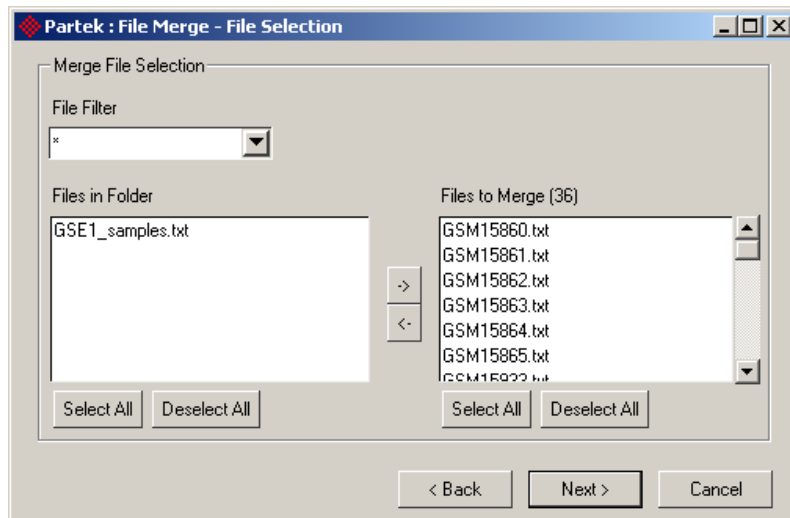 Partek : File Merge - File Selection
Merge File Selection
File Filter
*
Files in Folder
GSE1_samples.txt
->
<-
Files to Merge (36)
GSM15860.txt
GSM15861.txt
GSM15862.txt
GSM15863.txt
GSM15864.txt
GSM15865.txt
Select All
Deselect All
Select All
Deselect All
< Back
Next >
Cancel